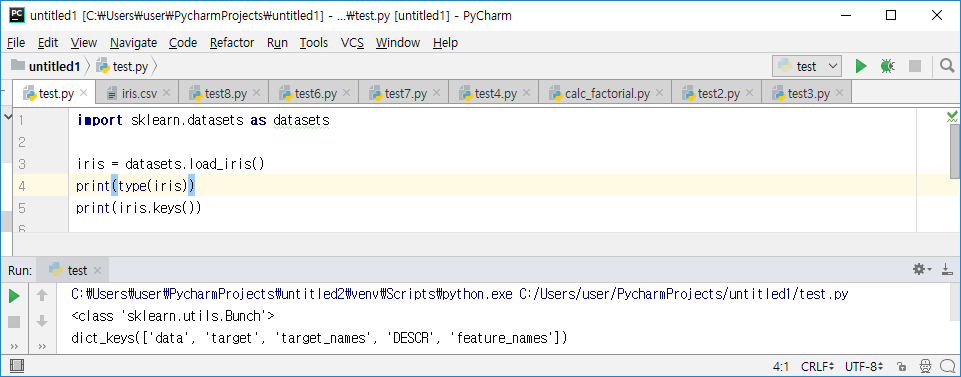 PC untitled1 [C:₩Users₩user₩PycharmProjects₩untitled1] - ...₩test.py [untitled1] - PyCharm
File Edit View Navigate Code Refactor Run Tools VCS Window Help
untitled1 test.py test
test.py iris.csv test8.py test6.py test7.py test4.py calc_factorial.py test2.py test3.py
1 import sklearn.datasets as datasets
2
3 iris = datasets.load_iris()
4 print(type(iris))
5 print(iris.keys())
6
Run: test
C:₩Users₩user₩PycharmProjects₩untitled2₩venv₩Scripts₩python.exe C:/Users/user/PycharmProjects/untitled1/test.py
<class 'sklearn.utils.Bunch'>
dict_keys(['data', 'target', 'target_names', 'DESCR', 'feature_names'])
4:1 CRLF UTF-8